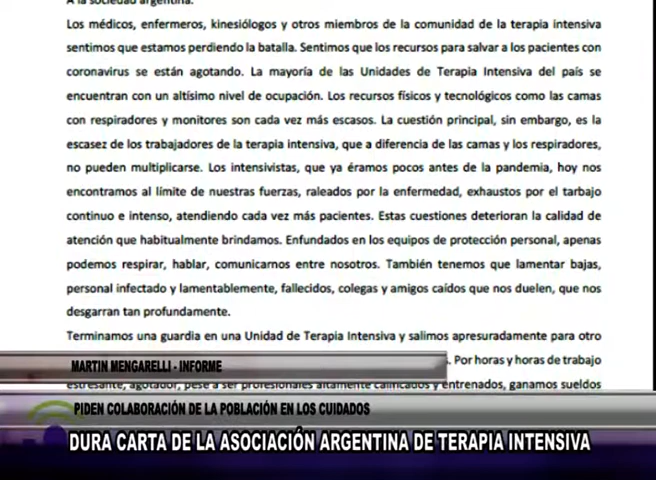 A la sociedad argentina:
Los médicos, enfermeros, kinesiólogos y otros miembros de la comunidad de la terapia intensiva
sentimos que estamos perdiendo la batalla. Sentimos que los recursos para salvar a los pacientes con
coronavirus se están agotando. La mayoría de las Unidades de Terapia Intensiva del país se
encuentran con un altísimo nivel de ocupación. Los recursos físicos y tecnológicos como las camas
con respiradores y monitores son cada vez más escasos. La cuestión principal, sin embargo, es la
escasez de los trabajadores de la terapia intensiva, que a diferencia de las camas y los respiradores,
no pueden multiplicarse. Los intensivistas, que ya éramos pocos antes de la pandemia, hoy nos
encontramos al límite de nuestras fuerzas, raleados por la enfermedad, exhaustos por el tarbajo
continuo e intenso, atendiendo cada vez más pacientes. Estas cuestiones deterioran la calidad de
atención que habitualmente brindamos. Enfundados en los equipos de protección personal, apenas
podemos respirar, hablar, comunicarnos entre nosotros. También tenemos que lamentar bajas,
personal infectado y lamentablemente, fallecidos, colegas y amigos caídos que nos duelen, que nos
desgarran tan profundamente.
Terminamos una guardia en una Unidad de Terapia Intensiva y salimos apresuradamente para otro
. Por horas y horas de trabajo
estresante, agotador, pese a ser profesionales altamente calificados y entrenados, ganamos sueldos
MARTIN MENGARELLI - INFORME
PIDEN COLABORACIÓN DE LA POBLACIÓN EN LOS CUIDADOS
DURA CARTA DE LA ASOCIACIÓN ARGENTINA DE TERAPIA INTENSIVA